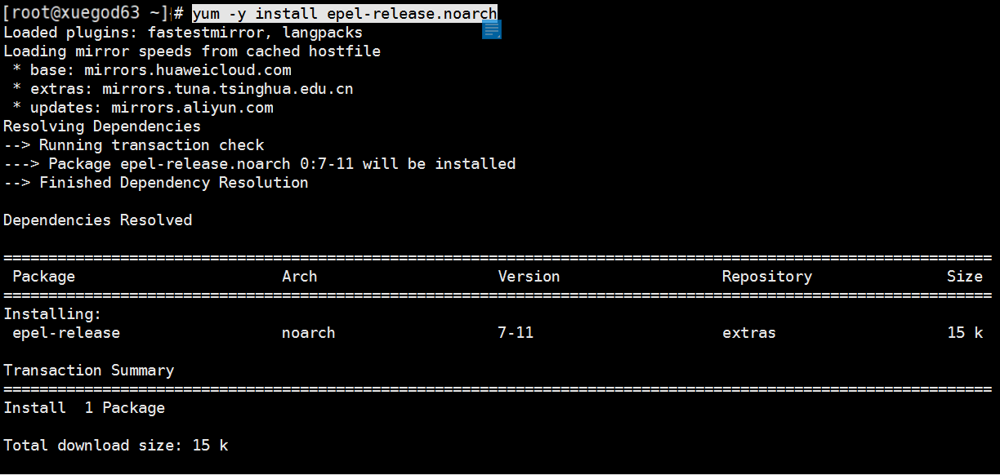 [root@xuegod63 ~]# yum -y install epel-release.noarch
Loaded plugins: fastestmirror, langpacks
Loading mirror speeds from cached hostfile
 * base: mirrors.huaweicloud.com
 * extras: mirrors.tuna.tsinghua.edu.cn
 * updates: mirrors.aliyun.com
Resolving Dependencies
--> Running transaction check
---> Package epel-release.noarch 0:7-11 will be installed
--> Finished Dependency Resolution
Dependencies Resolved
==============================================================================================================
Package Arch Version Repository Size
==============================================================================================================
Installing:
 epel-release noarch 7-11 extras 15 k
Transaction Summary
==============================================================================================================
Install  1 Package
Total download size: 15 k